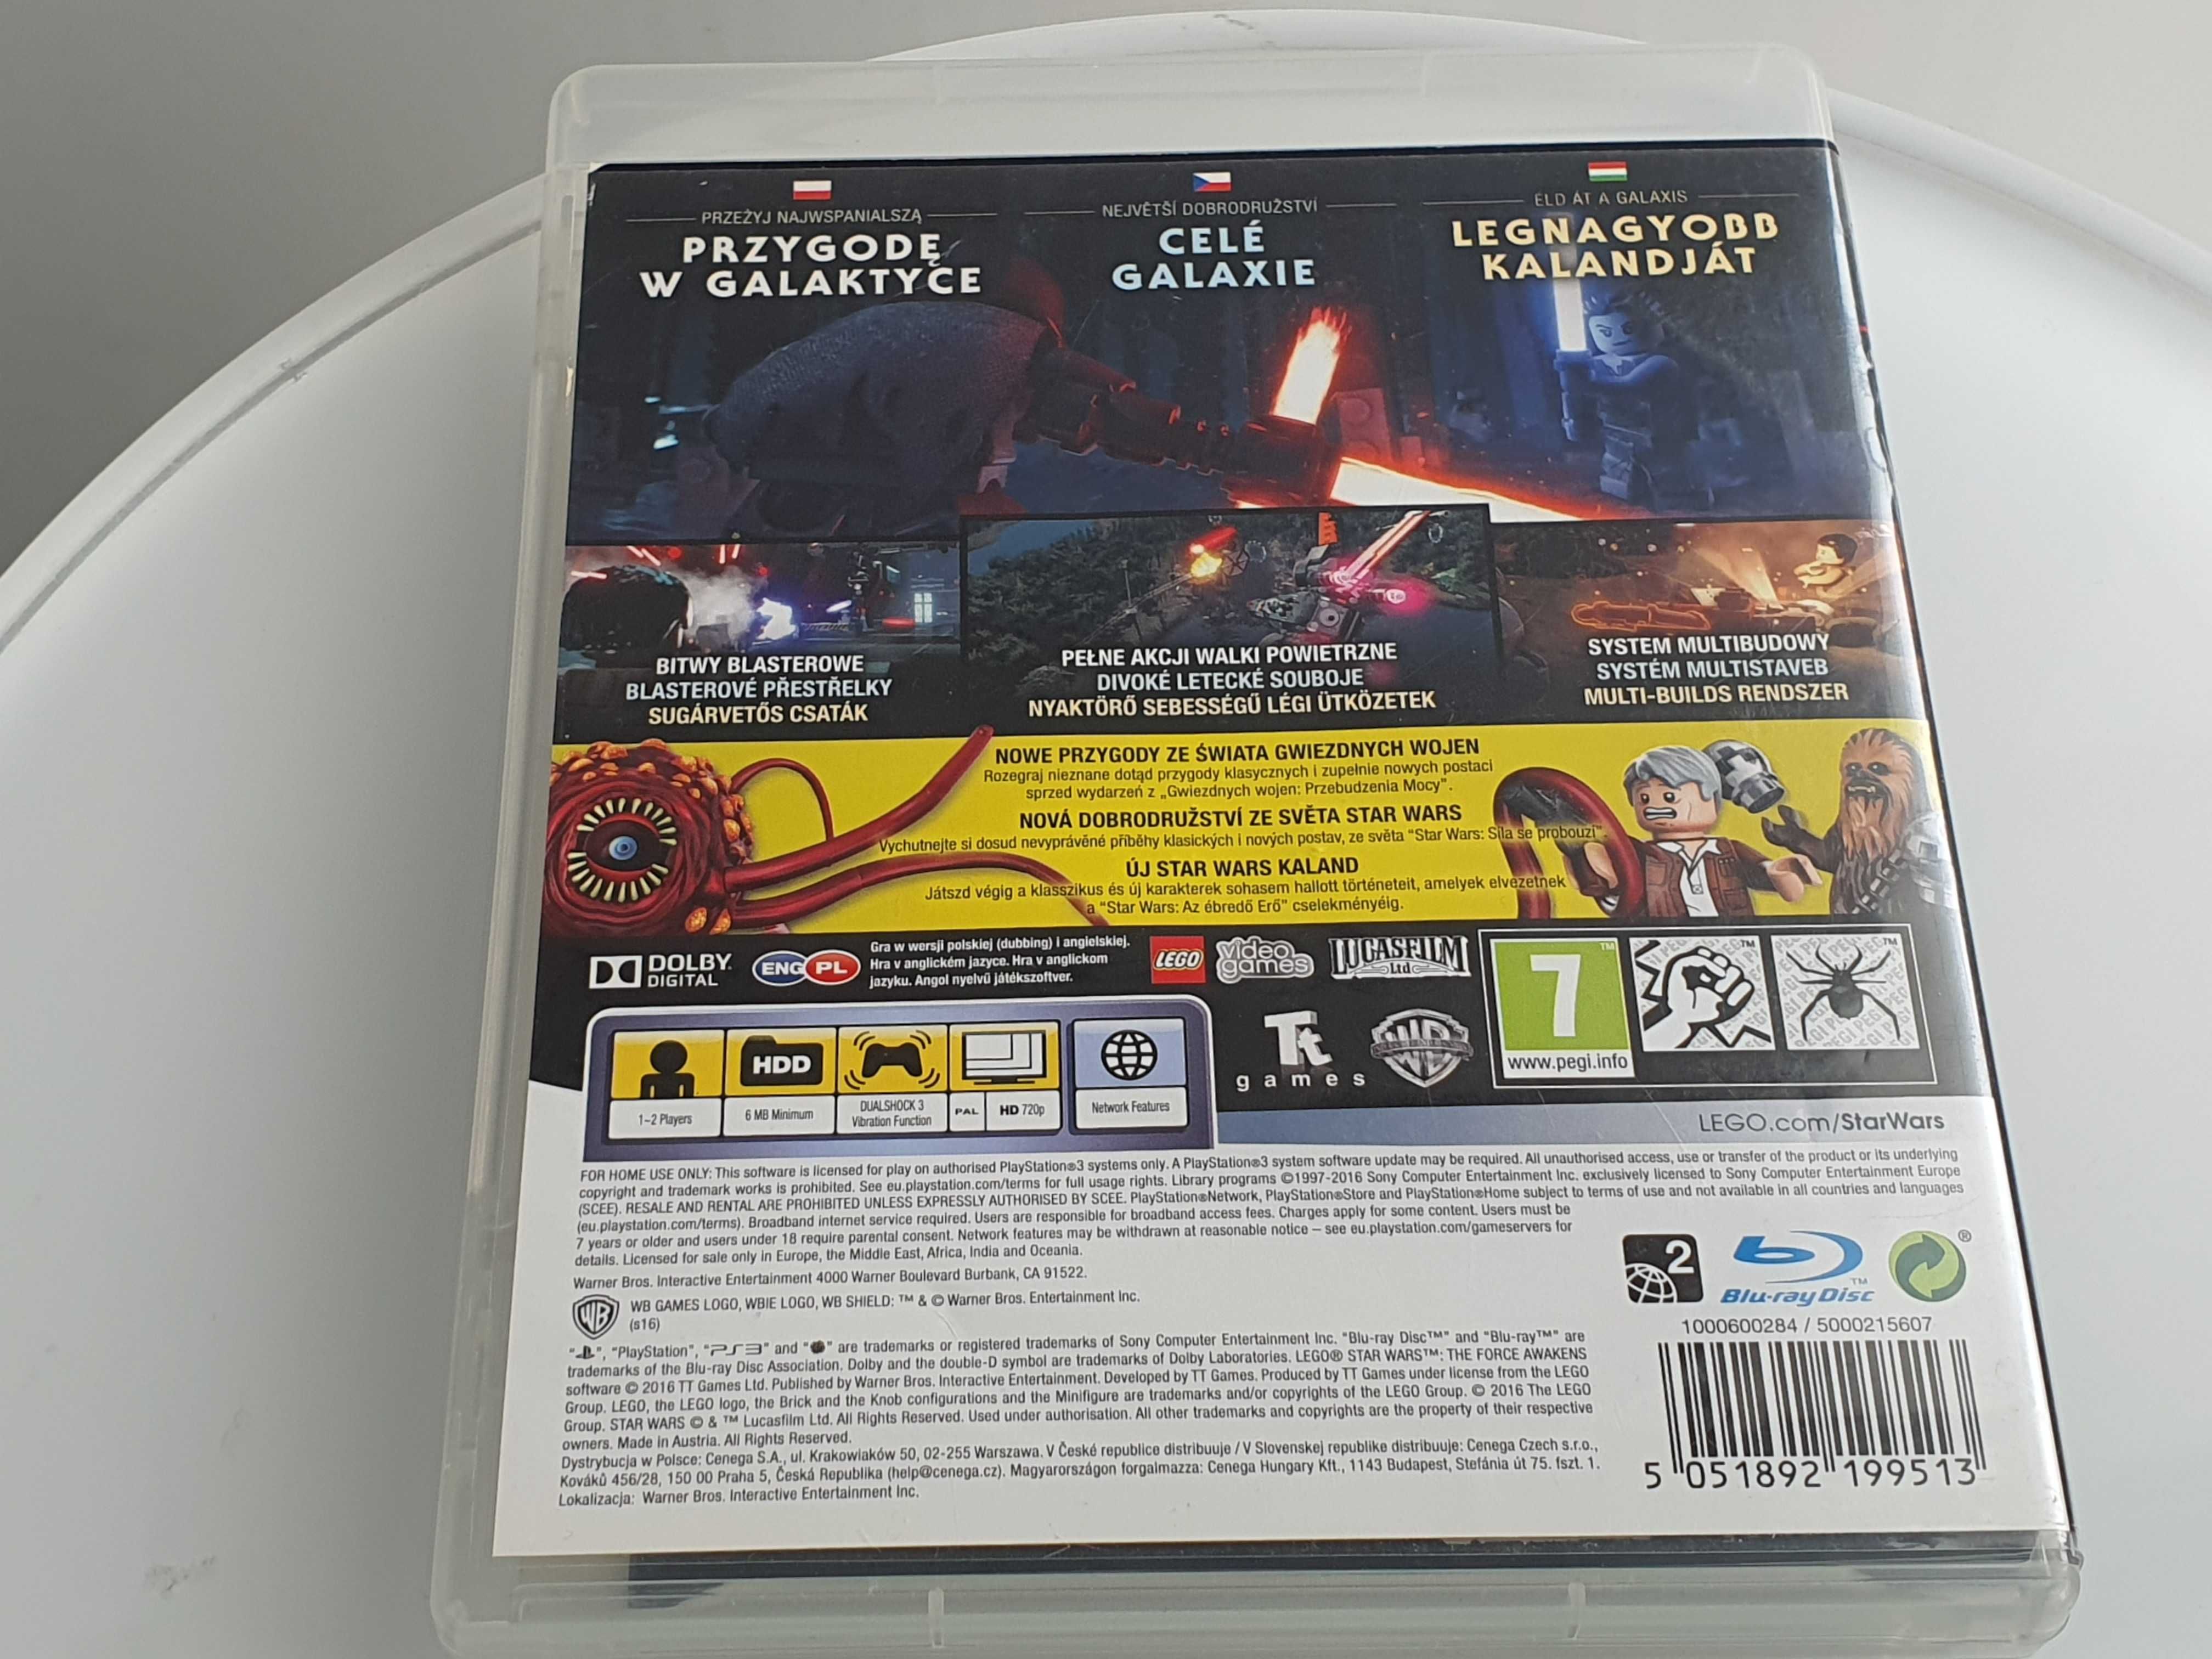 PRZEŻYJ NAJWSPANIALSZĄ
PRZYGODĘ
W GALAKTYCE
NEJVĚTŠÍ DOBRODRUŽSTVÍ
CELÉ
GALAXIE
ÉLD ÁT A GALAXIS
LEGNAGYOBB
KALANDJÁT
BITWY BLASTEROWE
BLASTEROVÉ PŘESTŘELKY
SUGÁRVETŐS CSATÁK
PEŁNE AKCJI WALKI POWIETRZNE
DIVOKÉ LETECKÉ SOUBOJE
NYAKTÖRŐ SEBESSÉGŰ LÉGI ÜTKÖZETEK
SYSTEM MULTIBUDOWY
SYSTÉM MULTISTAVEB
MULTI-BUILDS RENDSZER
NOWE PRZYGODY ZE ŚWIATA GWIEZDNYCH WOJEN
Rozegraj nieznane dotąd przygody klasycznych i zupełnie nowych postaci
sprzed wydarzeń z „Gwiezdnych wojen: Przebudzenia Mocy”.
NOVÁ DOBRODRUŽSTVÍ ZE SVĚTA STAR WARS
Vychutnejte si dosud nevyprávěné příběhy klasických i nových postav, ze světa “Star Wars: Síla se probouzí”.
ÚJ STAR WARS KALAND
Játszd végig a klasszikus és új karakterek sohasem hallott történeteit, amelyek elvezetnek
a “Star Wars: Az ébredő Erő” cselekményéig.
DOLBY
DIGITAL
ENG PL
Gra w wersji polskiej (dubbing) i angielskiej.
Hra v anglickém jazyce. Hra v anglickom
jazyku. Angol nyelvű játékszoftver.
LEGO
video
games
LUCASFILM
Ltd
7
www.pegi.info
Tt
games
WB
HDD
1-2 Players
6 MB Minimum
DUALSHOCK 3
Vibration Function
PAL
HD 720p
Network Features
LEGO.com/StarWars
FOR HOME USE ONLY: This software is licensed for play on authorised PlayStation®3 systems only. A PlayStation®3 system software update may be required. All unauthorised access, use or transfer of the product or its underlying
copyright and trademark works is prohibited. See eu.playstation.com/terms for full usage rights. Library programs ©1997-2016 Sony Computer Entertainment Inc. exclusively licensed to Sony Computer Entertainment Europe
(SCEE). RESALE AND RENTAL ARE PROHIBITED UNLESS EXPRESSLY AUTHORISED BY SCEE. PlayStation®Network, PlayStation®Store and PlayStation®Home subject to terms of use and not available in all countries and languages
(eu.playstation.com/terms). Broadband internet service required. Users are responsible for broadband access fees. Charges apply for some content. Users must be
7 years or older and users under 18 require parental consent. Network features may be withdrawn at reasonable notice – see eu.playstation.com/gameservers for
details. Licensed for sale only in Europe, the Middle East, Africa, India and Oceania.
Warner Bros. Interactive Entertainment 4000 Warner Boulevard Burbank, CA 91522.
WB GAMES LOGO, WBIE LOGO, WB SHIELD: ™ & © Warner Bros. Entertainment Inc.
(s16)
“ ”, “PlayStation”, “PS3” and “ ” are trademarks or registered trademarks of Sony Computer Entertainment Inc. “Blu-ray Disc™” and “Blu-ray™” are
trademarks of the Blu-ray Disc Association. Dolby and the double-D symbol are trademarks of Dolby Laboratories. LEGO® STAR WARS™: THE FORCE AWAKENS
software © 2016 TT Games Ltd. Published by Warner Bros. Interactive Entertainment. Developed by TT Games. Produced by TT Games under license from the LEGO
Group. LEGO, the LEGO logo, the Brick and the Knob configurations and the Minifigure are trademarks and/or copyrights of the LEGO Group. © 2016 The LEGO
Group. STAR WARS © & ™ Lucasfilm Ltd. All Rights Reserved. Used under authorisation. All other trademarks and copyrights are the property of their respective
owners. Made in Austria. All Rights Reserved.
Dystrybucja w Polsce: Cenega S.A., ul. Krakowiaków 50, 02-255 Warszawa. V České republice distribuuje / V Slovenskej republike distribuuje: Cenega Czech s.r.o.,
Kováků 456/28, 150 00 Praha 5, Česká Republika (help@cenega.cz). Magyarországon forgalmazza: Cenega Hungary Kft., 1143 Budapest, Stefánia út 75. fszt. 1.
Lokalizacja: Warner Bros. Interactive Entertainment Inc.
2
Blu-ray Disc™
®
1000600284 / 5000215607
5 051892 199513